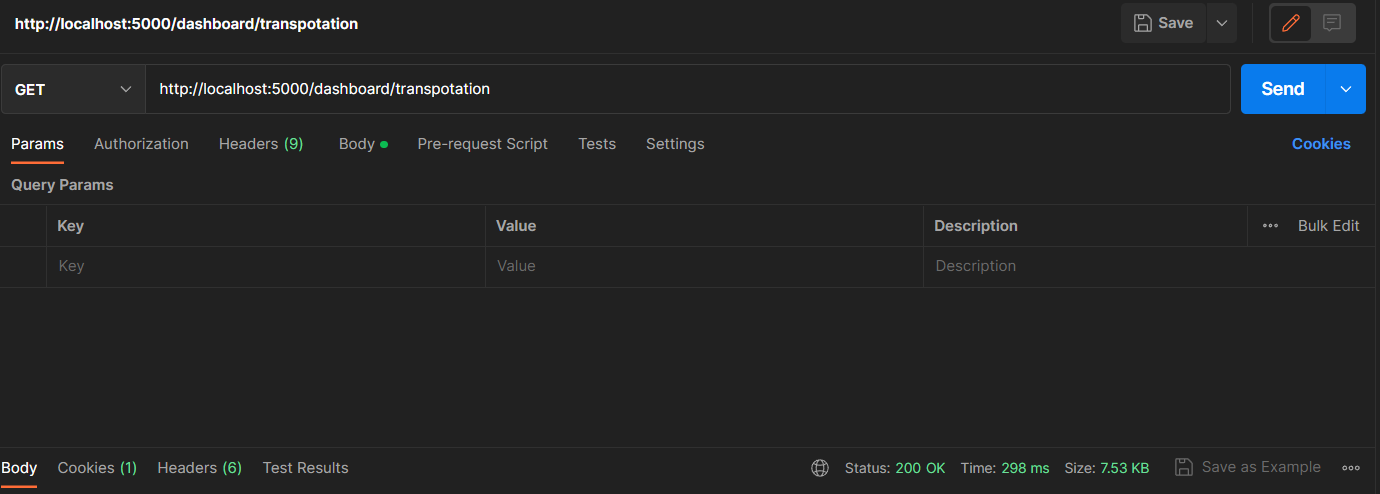 http://localhost:5000/dashboard/transpotation Save
GET http://localhost:5000/dashboard/transpotation Send
Params Authorization Headers (9) Body Pre-request Script Tests Settings Cookies
Query Params
Key Value Description Bulk Edit
Key Value Description
Body Cookies (1) Headers (6) Test Results Status: 200 OK Time: 298 ms Size: 7.53 KB Save as Example